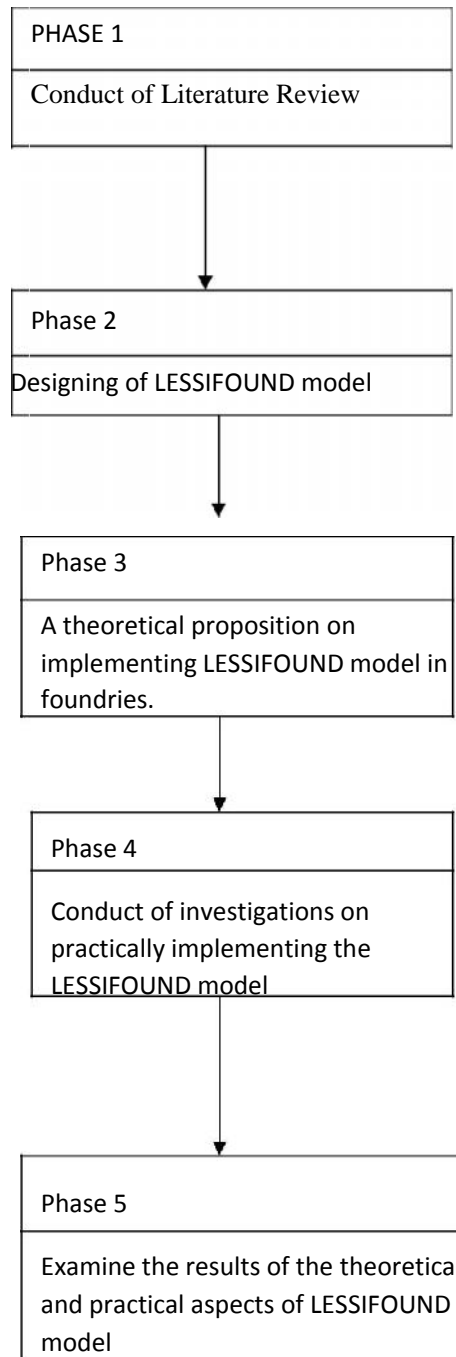 PHASE 1
Conduct of Literature Review
Phase 2
Designing of LESSIFOUND model
Phase 3
A theoretical proposition on
implementing LESSIFOUND model in
foundries.
Phase 4
Conduct of investigations on
practically implementing the
LESSIFOUND model
Phase 5
Examine the results of the theoretica
and practical aspects of LESSIFOUND
model